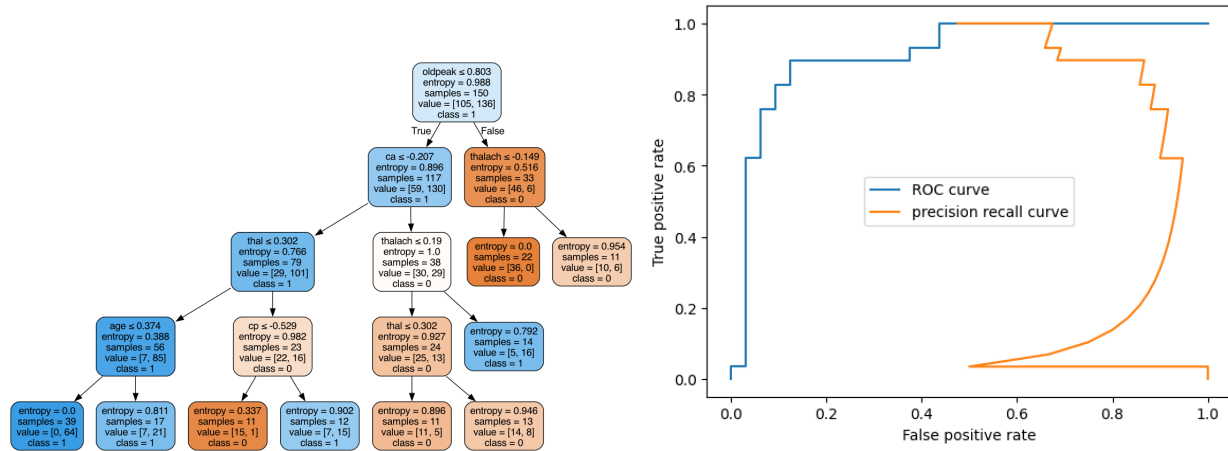 oldpeak ≤ 0.803
entropy = 0.988
samples = 150
value = [105, 136]
class = 1
True
False
ca ≤ -0.207
entropy = 0.896
samples = 117
value = [59, 130]
class = 1
thalach ≤ -0.149
entropy = 0.516
samples = 33
value = [46, 6]
class = 0
thal ≤ 0.302
entropy = 0.766
samples = 79
value = [29, 101]
class = 1
thalach ≤ 0.19
entropy = 1.0
samples = 38
value = [30, 29]
class = 0
entropy = 0.0
samples = 22
value = [36, 0]
class = 0
entropy = 0.954
samples = 11
value = [10, 6]
class = 0
age ≤ 0.374
entropy = 0.388
samples = 56
value = [7, 85]
class = 1
cp ≤ -0.529
entropy = 0.982
samples = 23
value = [22, 16]
class = 0
thal ≤ 0.302
entropy = 0.927
samples = 24
value = [25, 13]
class = 0
entropy = 0.792
samples = 14
value = [5, 16]
class = 1
entropy = 0.0
samples = 39
value = [0, 64]
class = 1
entropy = 0.811
samples = 17
value = [7, 21]
class = 1
entropy = 0.337
samples = 11
value = [15, 1]
class = 0
entropy = 0.902
samples = 12
value = [7, 15]
class = 1
entropy = 0.896
samples = 11
value = [11, 5]
class = 0
entropy = 0.946
samples = 13
value = [14, 8]
class = 0
True positive rate
1.0
0.8
0.6
0.4
0.2
0.0
ROC curve
precision recall curve
0.0
0.2
0.4
0.6
0.8
1.0
False positive rate